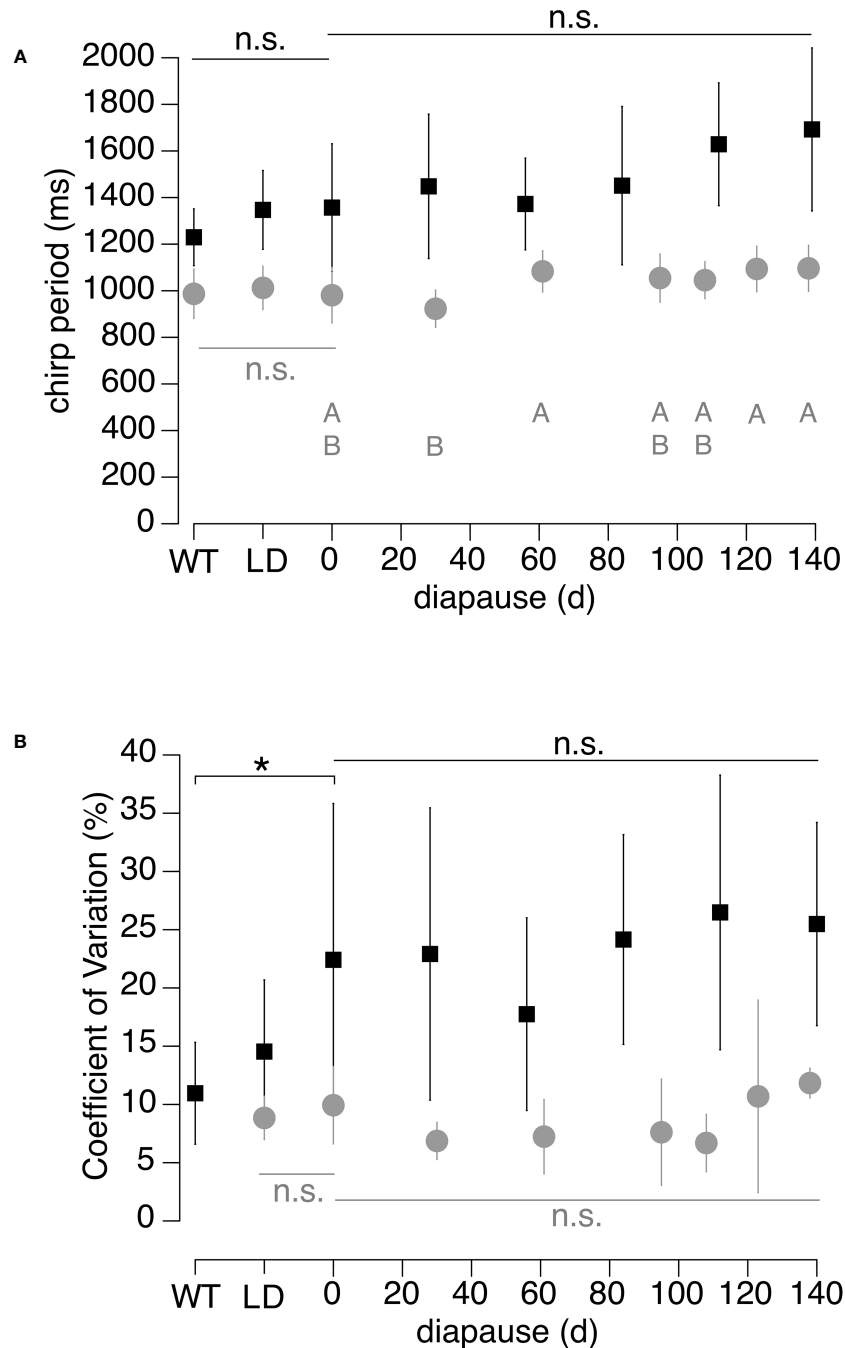 A
n.s.
n.s.
2000
1800
1600
1400
1200
1000
800
600
400
200
0
chirp period (ms)
n.s.
A A A A A A
B B B B
WT LD 0 20 40 60 80 100 120 140
diapause (d)
B
n.s.
*
40
35
30
25
20
15
10
5
0
Coefficient of Variation (%)
n.s.
n.s.
WT LD 0 20 40 60 80 100 120 140
diapause (d)